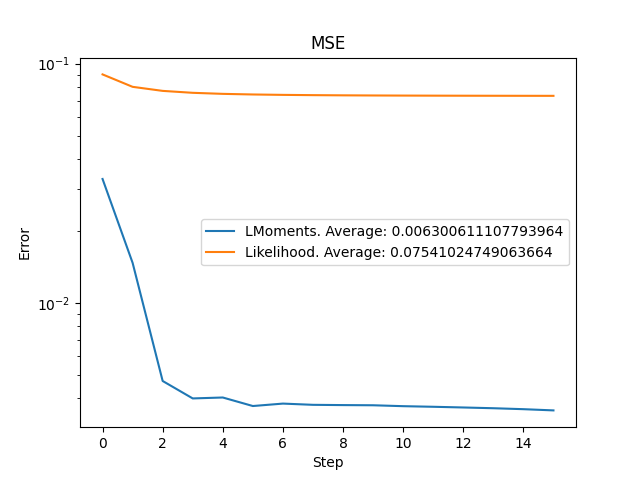 MSE
10⁻¹
10⁻²
Error
LMoments. Average: 0.006300611107793964
Likelihood. Average: 0.07541024749063664
0 2 4 6 8 10 12 14
Step